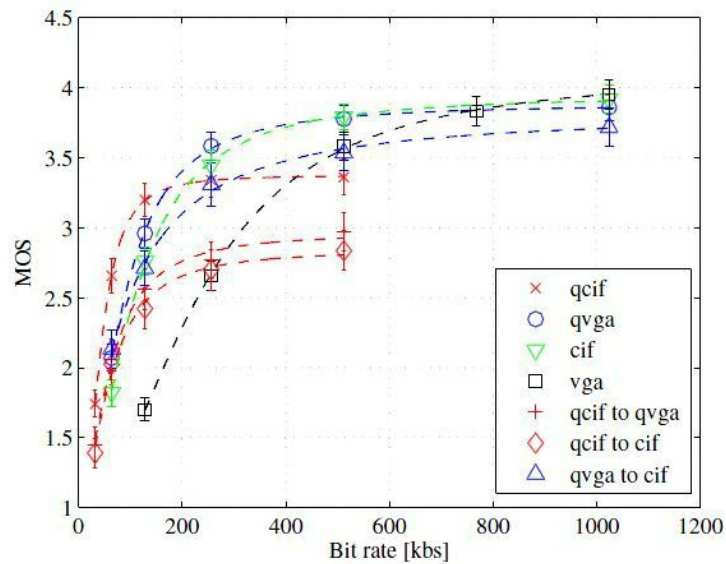 4.5
4
3.5
3
2.5
2
1.5
1
MOS
0
200
400
600
800
1000
1200
Bit rate [kbs]
qcif
qvga
cif
vga
qcif to qvga
qcif to cif
qvga to cif